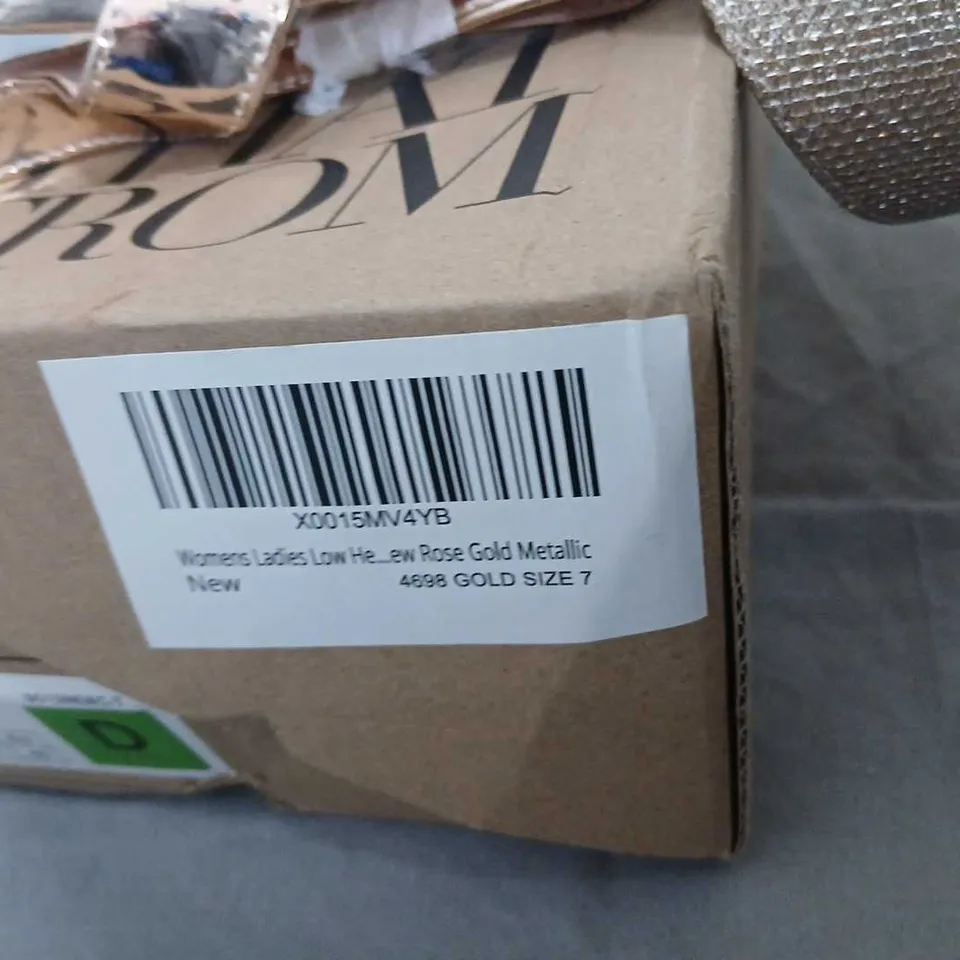 ROM
X0015MV4YB
Womens Ladies Low He...ew Rose Gold Metallic
New 4698 GOLD SIZE 7
D